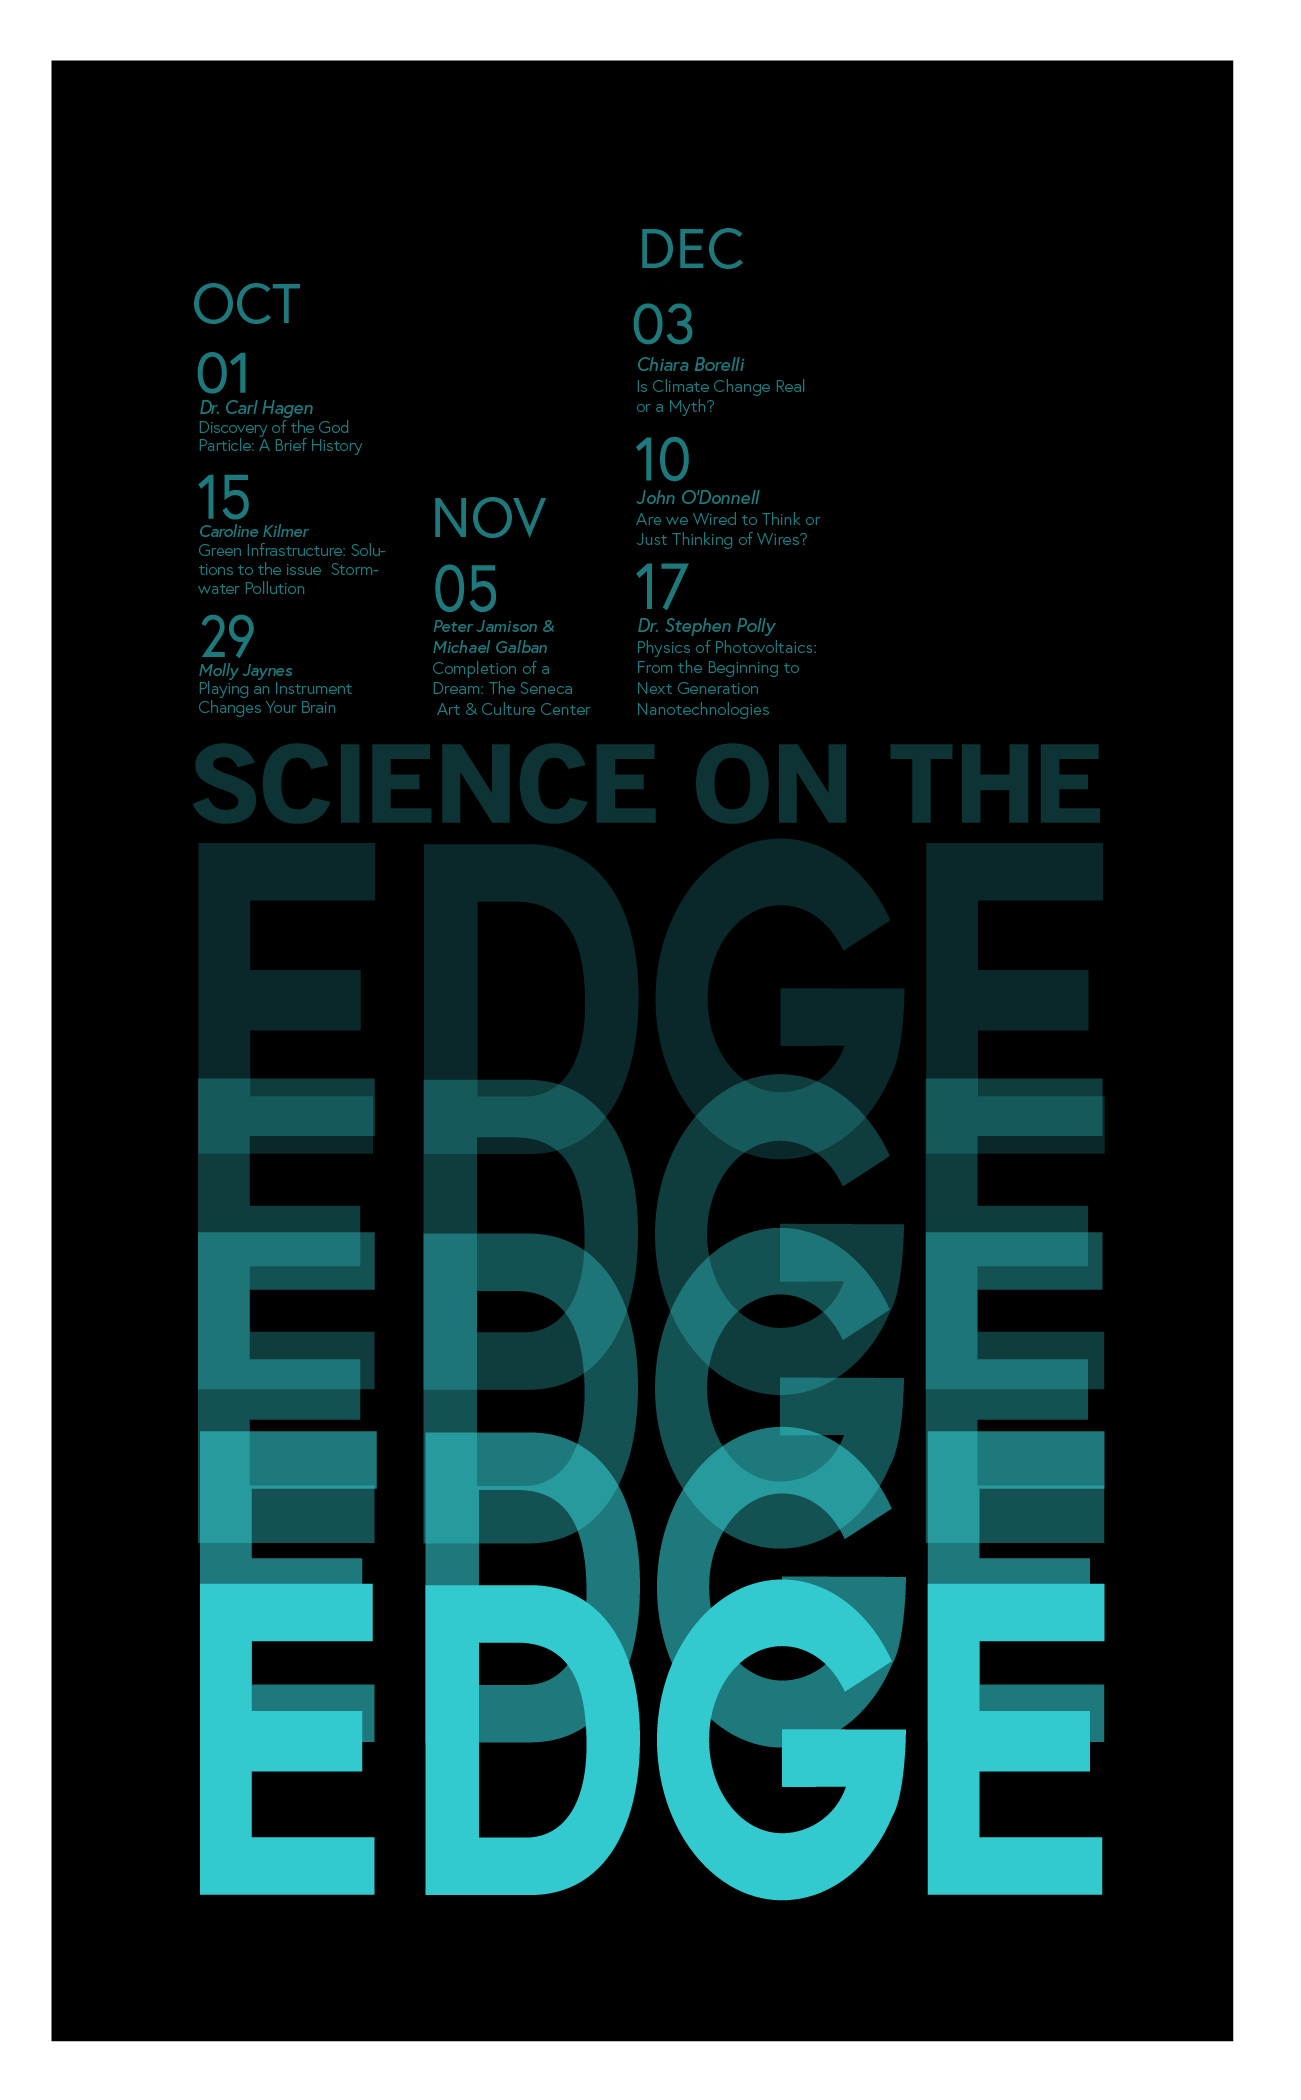 OCT
01
Dr. Carl Hagen
Discovery of the God
Particle: A Brief History
15
Caroline Kilmer
Green Infrastructure: Solu-
tions to the issue  Storm-
water Pollution
29
Molly Jaynes
Playing an Instrument
Changes Your Brain
NOV
05
Peter Jamison &
Michael Galban
Completion of a
Dream: The Seneca
Art & Culture Center
DEC
03
Chiara Borelli
Is Climate Change Real
or a Myth?
10
John O'Donnell
Are we Wired to Think or
Just Thinking of Wires?
17
Dr. Stephen Polly
Physics of Photovoltaics:
From the Beginning to
Next Generation
Nanotechnologies
SCIENCE ON THE
EDGE
EDGE
EDGE
EDGE
EDGE